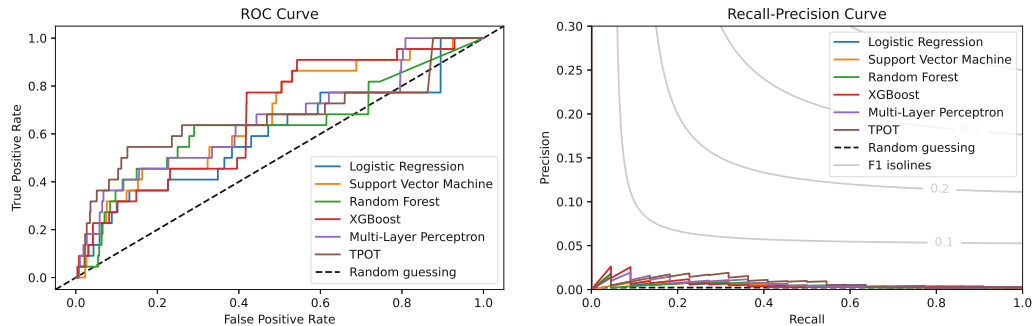 ROC Curve
1.0
0.8
0.6
0.4
0.2
0.0
True Positive Rate
Logistic Regression
Support Vector Machine
Random Forest
XGBoost
Multi-Layer Perceptron
TPOT
Random guessing
0.0 0.2 0.4 0.6 0.8 1.0
False Positive Rate
Recall-Precision Curve
0.30
0.25
0.20
0.15
0.10
0.05
0.00
Precision
Logistic Regression
Support Vector Machine
Random Forest
XGBoost
Multi-Layer Perceptron
TPOT
Random guessing
F1 isolines
0.3
0.2
0.1
0.0 0.2 0.4 0.6 0.8 1.0
Recall